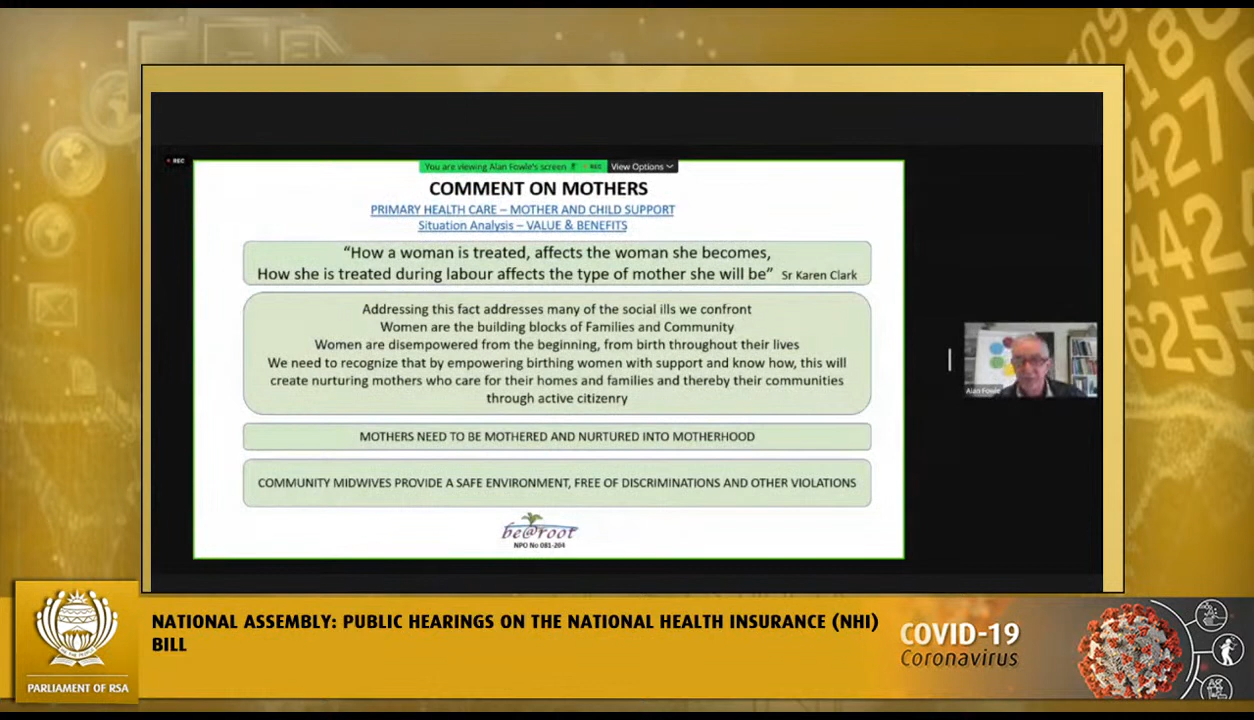 REC
You are viewing Alan Fowle's screen REC View Options
COMMENT ON MOTHERS
PRIMARY HEALTH CARE – MOTHER AND CHILD SUPPORT
Situation Analysis – VALUE & BENEFITS
“How a woman is treated, affects the woman she becomes,
How she is treated during labour affects the type of mother she will be” Sr Karen Clark
Addressing this fact addresses many of the social ills we confront
Women are the building blocks of Families and Community
Women are disempowered from the beginning, from birth throughout their lives
We need to recognize that by empowering birthing women with support and know how, this will
create nurturing mothers who care for their homes and families and thereby their communities
through active citizenry
MOTHERS NEED TO BE MOTHERED AND NURTURED INTO MOTHERHOOD
COMMUNITY MIDWIVES PROVIDE A SAFE ENVIRONMENT, FREE OF DISCRIMINATIONS AND OTHER VIOLATIONS
be@root
NPO No 081-204
Alan Fowle
NATIONAL ASSEMBLY: PUBLIC HEARINGS ON THE NATIONAL HEALTH INSURANCE (NHI)
BILL
COVID-19
Coronavirus
PARLIAMENT OF RSA